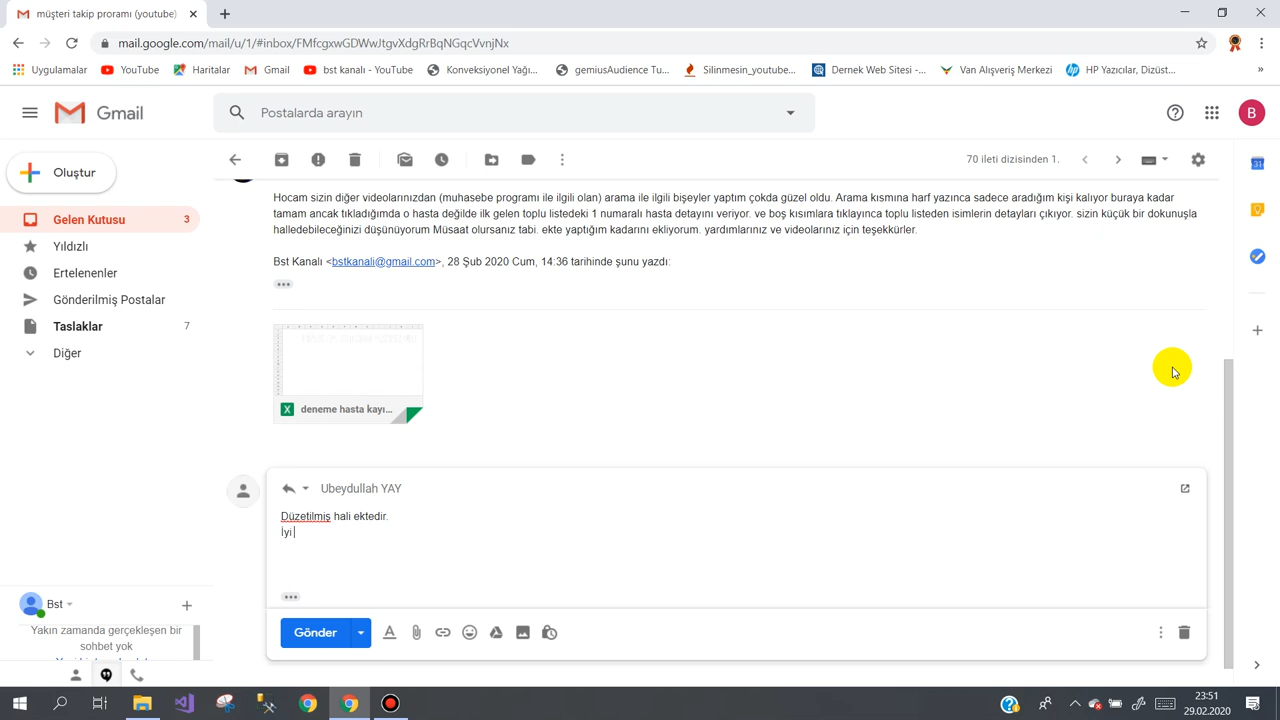 müşteri takip proramı (youtube)
mail.google.com/mail/u/1/#inbox/FMfcgxwGDWwJtgvXdgRrBqNGqcVvnjNx
Uygulamalar YouTube Haritalar Gmail bst kanalı - YouTube Konveksiyonel Yağı... gemiusAudience Tu... Silinmesin_youtube... Dernek Web Sitesi -... Van Alışveriş Merkezi HP Yazıcılar, Dizüst... »
Gmail
Postalarda arayın
B
Oluştur
70 ileti dizisinden 1.
31
Gelen Kutusu 3
Yıldızlı
Ertelenenler
Gönderilmiş Postalar
Taslaklar 7
Diğer
Hocam sizin diğer videolarınızdan (muhasebe programı ile ilgili olan) arama ile ilgili bişeyler yaptım çokda güzel oldu. Arama kısmına harf yazınca sadece aradığım kişi kalıyor buraya kadar
tamam ancak tıkladığımda o hasta değilde ilk gelen toplu listedeki 1 numaralı hasta detayını veriyor. ve boş kısımlara tıklayınca toplu listeden isimlerin detayları çıkıyor. sizin küçük bir dokunuşla
halledebileceğinizi düşünüyorum Müsaat olursanız tabi. ekte yaptığım kadarını ekliyorum. yardımlarınız ve videolarınız için teşekkürler.
Bst Kanalı <bstkanali@gmail.com>, 28 Şub 2020 Cum, 14:36 tarihinde şunu yazdı:
X deneme hasta kayı...
Ubeydullah YAY
Düzetilmiş hali ektedir.
İyi
Gönder
Bst
Yakın zamanda gerçekleşen bir
sohbet yok
23:51
29.02.2020